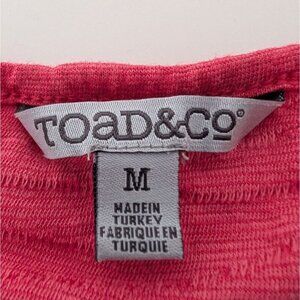 TOAD&CO®
M
MADE IN
TURKEY
FABRIQUE EN
TURQUIE